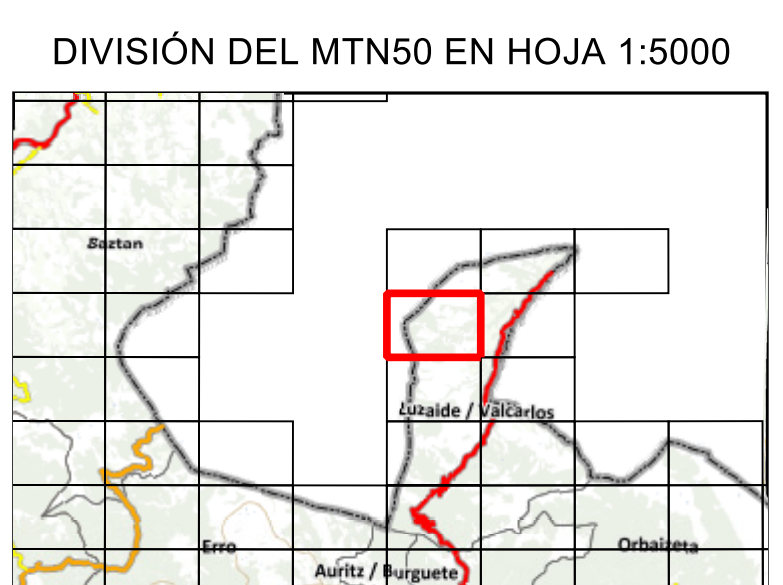 DIVISIÓN DEL MTN50 EN HOJA 1:5000
Baztan
Luzaide / Valcarlos
Erro
Orbaizeta
Auritz / Burguete